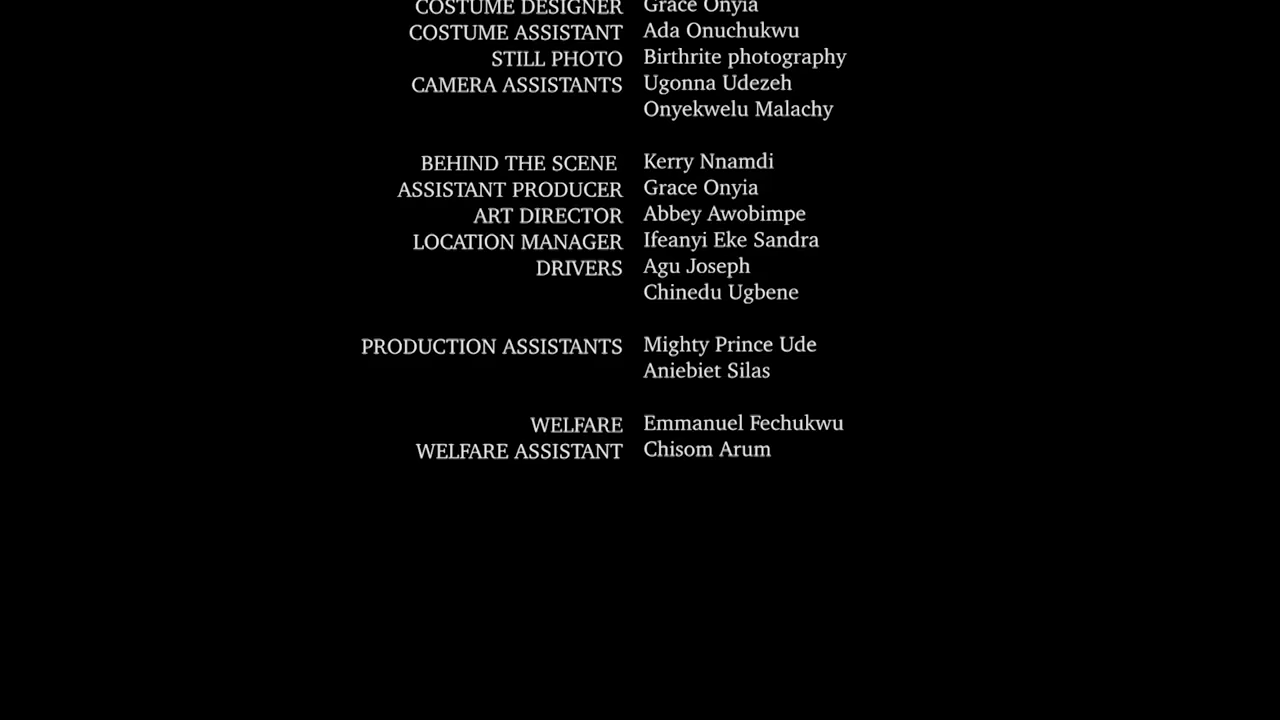 COSTUME DESIGNER Grace Onyia
COSTUME ASSISTANT Ada Onuchukwu
STILL PHOTO Birthrite photography
CAMERA ASSISTANTS Ugonna Udezeh
Onyekwelu Malachy
BEHIND THE SCENE Kerry Nnamdi
ASSISTANT PRODUCER Grace Onyia
ART DIRECTOR Abbey Awobimpe
LOCATION MANAGER Ifeanyi Eke Sandra
DRIVERS Agu Joseph
Chinedu Ugbene
PRODUCTION ASSISTANTS Mighty Prince Ude
Aniebiet Silas
WELFARE Emmanuel Fechukwu
WELFARE ASSISTANT Chisom Arum